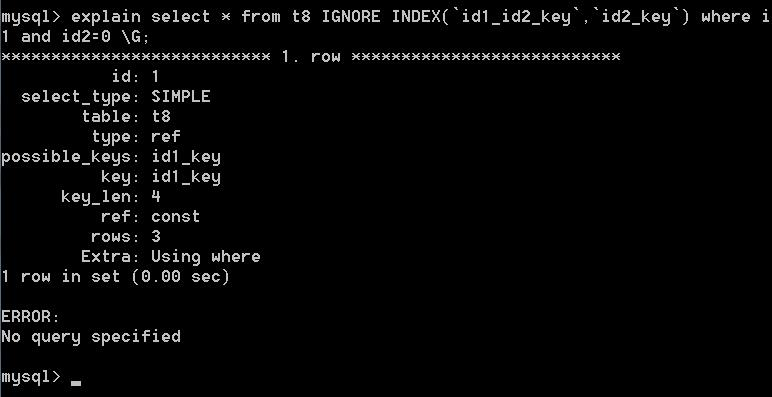 mysql> explain select * from t8 IGNORE INDEX(`id1_id2_key`,`id2_key`) where i
1 and id2=0 \G;
*************************** 1. row ***************************
id: 1
select_type: SIMPLE
table: t8
type: ref
possible_keys: id1_key
key: id1_key
key_len: 4
ref: const
rows: 3
Extra: Using where
1 row in set (0.00 sec)
ERROR:
No query specified
mysql> _